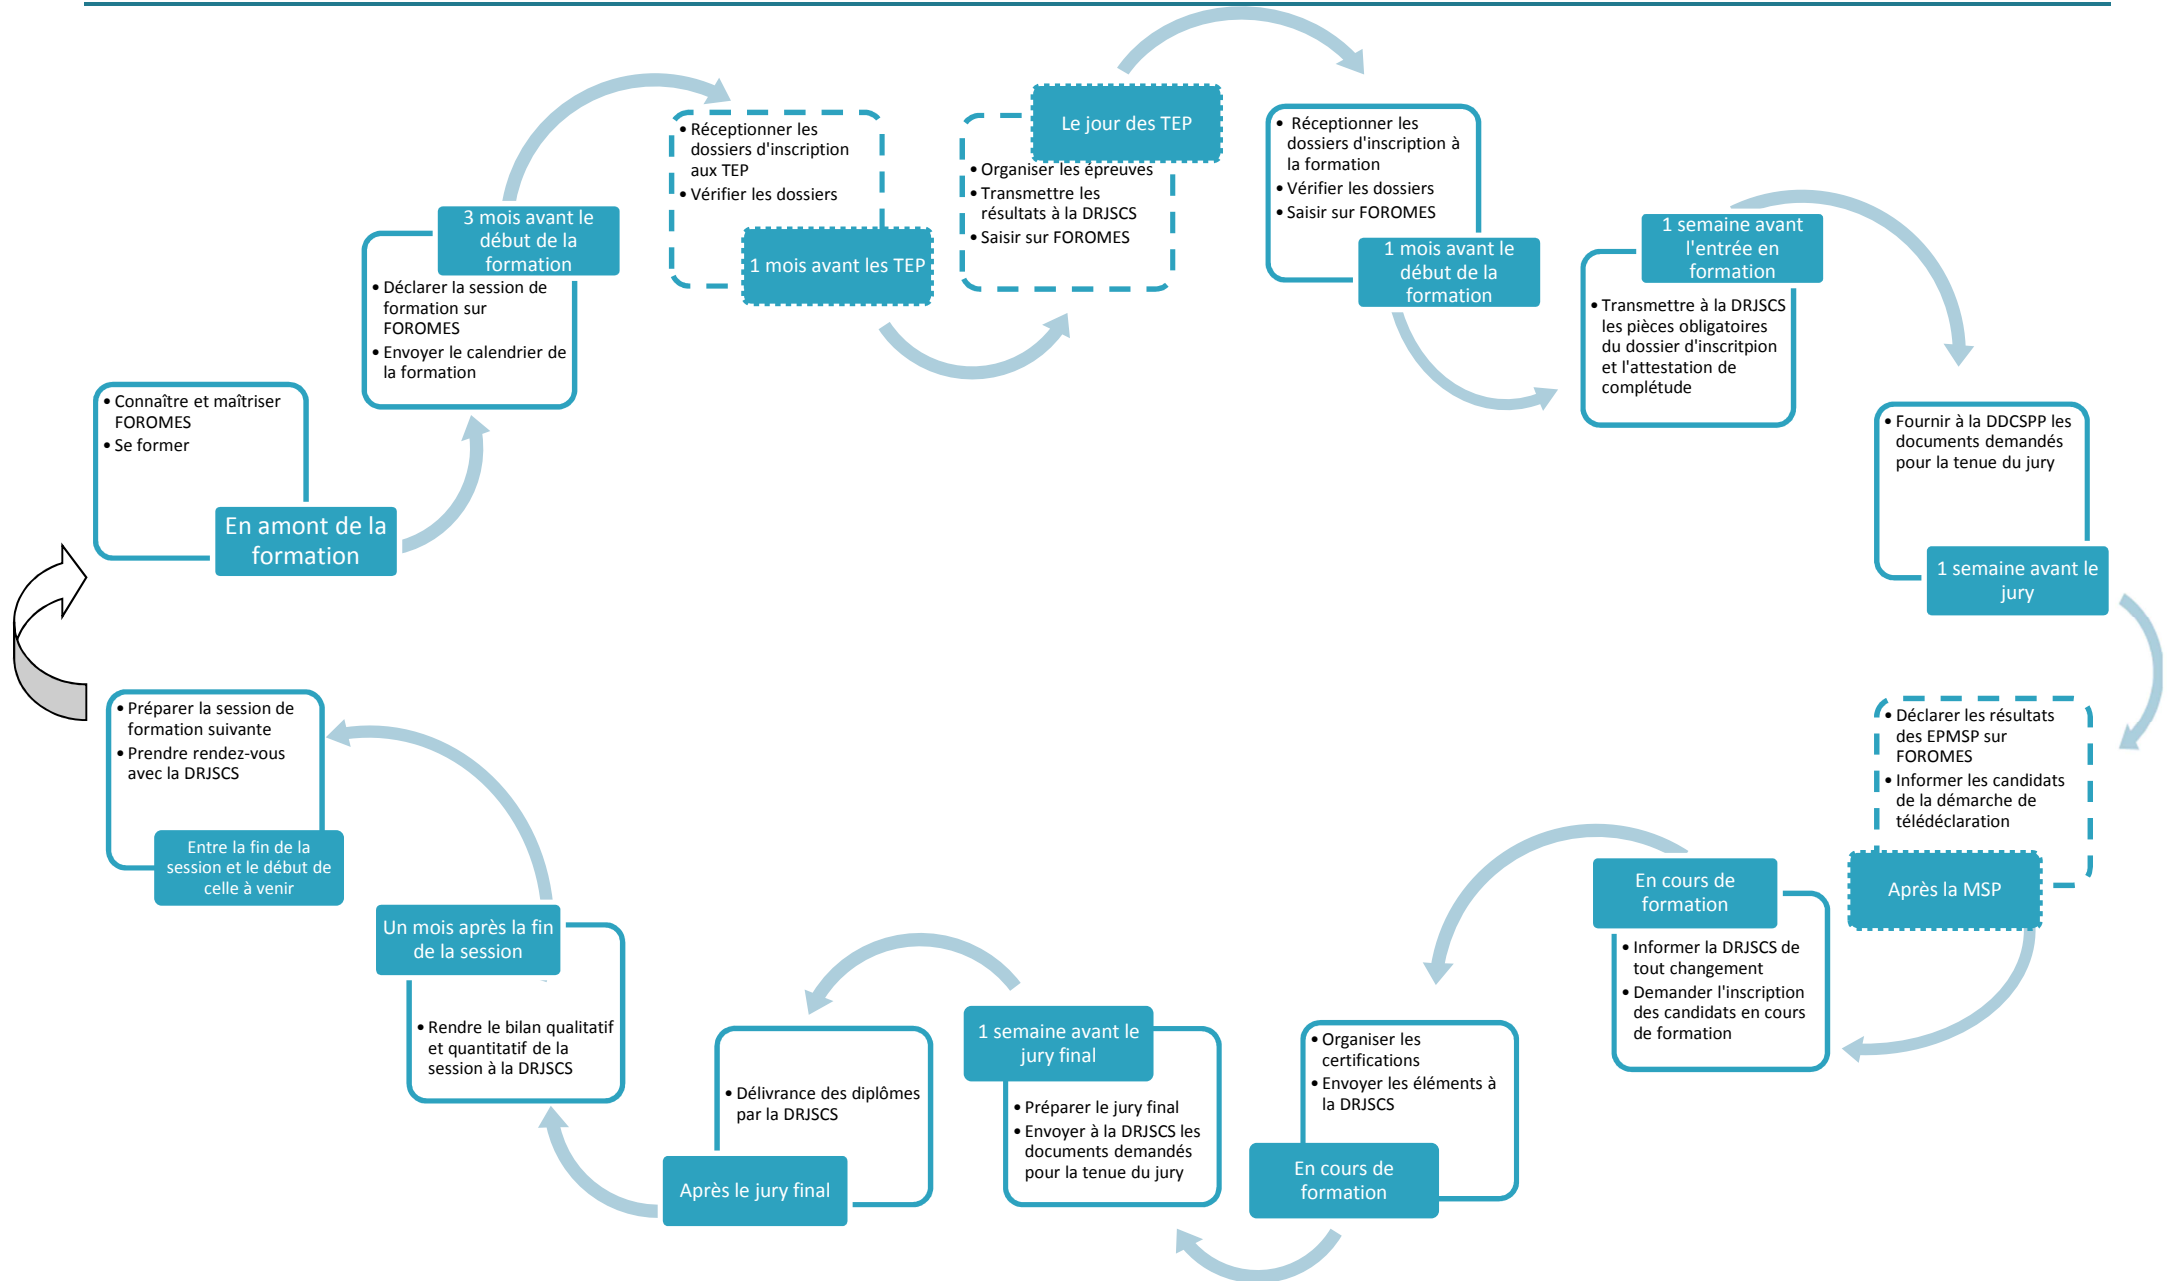 • Connaître et maîtriser
FOROMES
• Se former
En amont de la
formation
3 mois avant le
début de la
formation
• Déclarer la session de
formation sur
FOROMES
• Envoyer le calendrier de
la formation
• Réceptionner les
dossiers d'inscription
aux TEP
• Vérifier les dossiers
1 mois avant les TEP
Le jour des TEP
• Organiser les épreuves
• Transmettre les
résultats à la DRJSCS
• Saisir sur FOROMES
• Réceptionner les
dossiers d'inscription à
la formation
• Vérifier les dossiers
• Saisir sur FOROMES
1 mois avant le
début de la
formation
1 semaine avant
l'entrée en
formation
• Transmettre à la DRJSCS
les pièces obligatoires
du dossier d'inscritpion
et l'attestation de
complétude
• Fournir à la DDCSPP les
documents demandés
pour la tenue du jury
1 semaine avant le
jury
• Déclarer les résultats
des EPMSP sur
FOROMES
• Informer les candidats
de la démarche de
télédéclaration
Après la MSP
En cours de
formation
• Informer la DRJSCS de
tout changement
• Demander l'inscription
des candidats en cours
de formation
• Organiser les
certifications
• Envoyer les éléments à
la DRJSCS
En cours de
formation
1 semaine avant le
jury final
• Préparer le jury final
• Envoyer à la DRJSCS les
documents demandés
pour la tenue du jury
• Délivrance des diplômes
par la DRJSCS
Après le jury final
Un mois après la fin
de la session
• Rendre le bilan qualitatif
et quantitatif de la
session à la DRJSCS
• Préparer la session de
formation suivante
• Prendre rendez-vous
avec la DRJSCS
Entre la fin de la
session et le début de
celle à venir